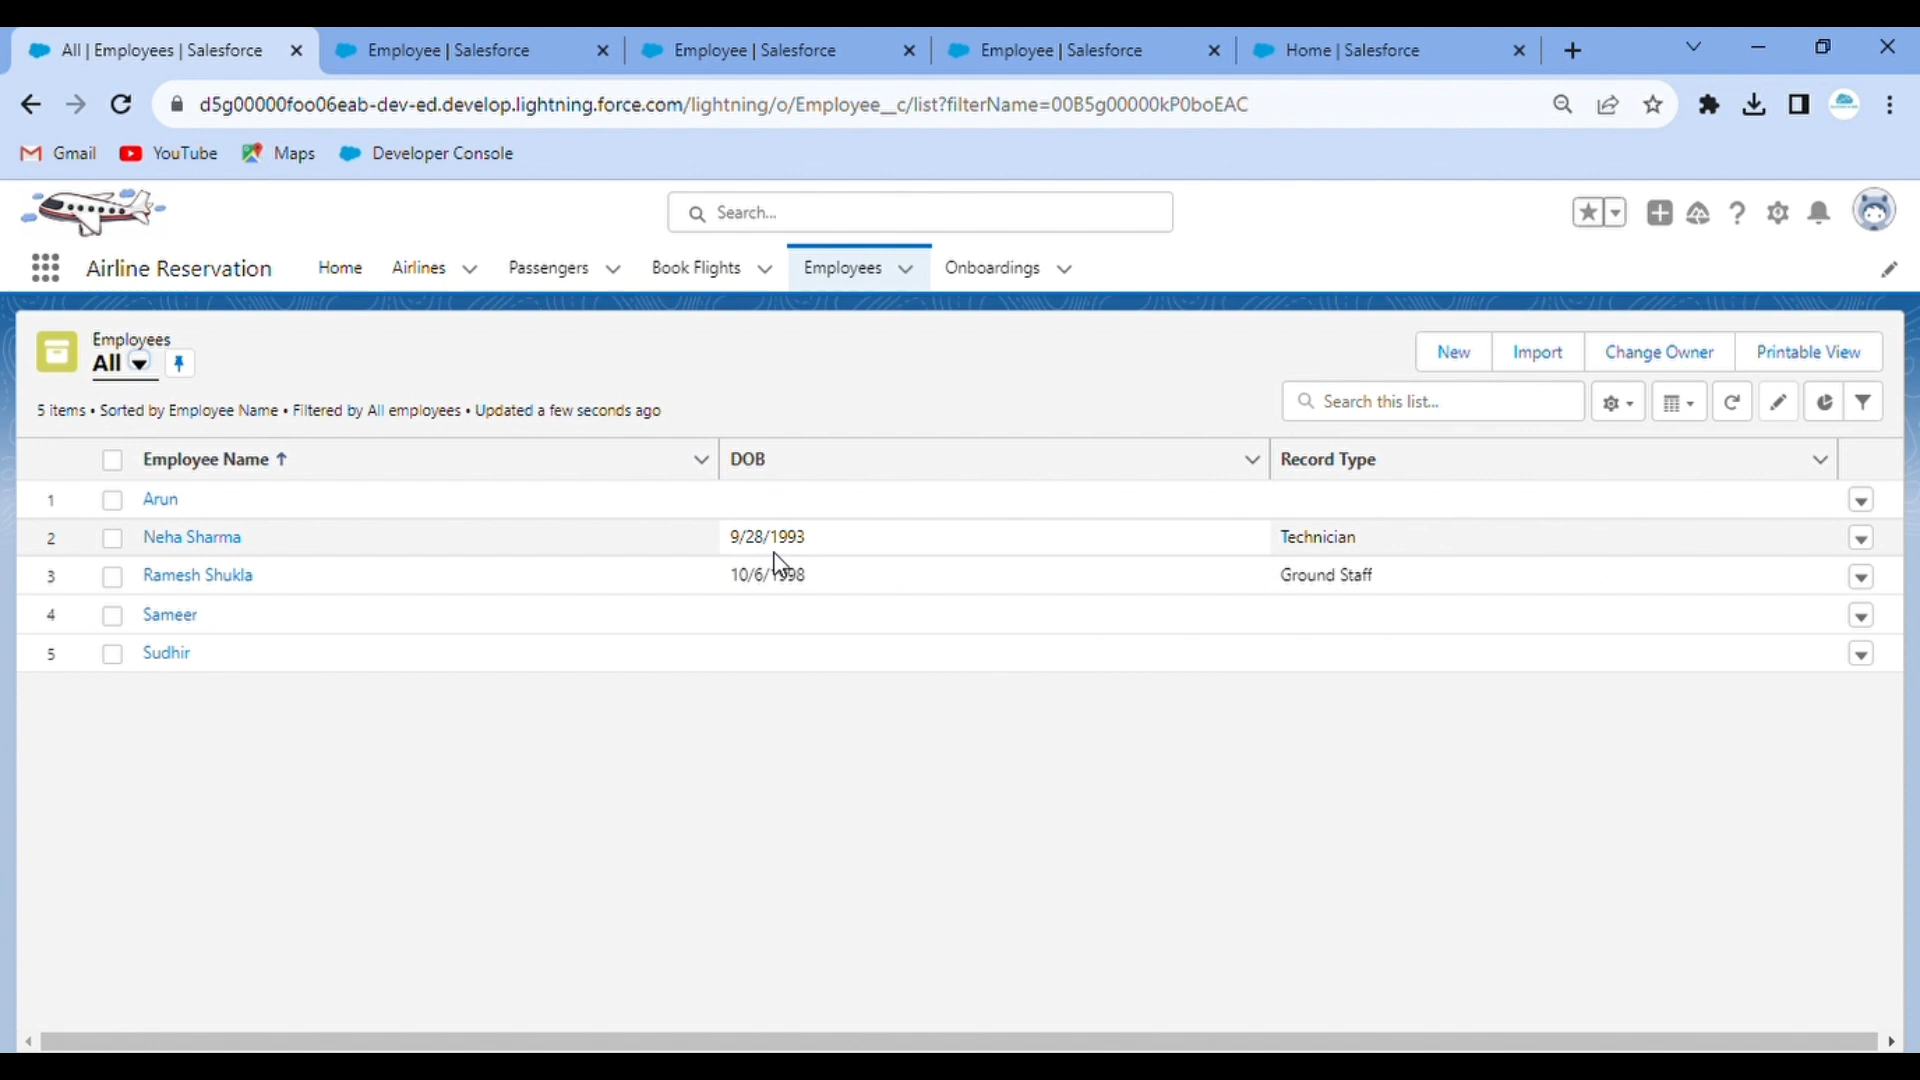 All | Employees | Salesforce
Employee | Salesforce
Employee | Salesforce
Employee | Salesforce
Home | Salesforce
d5g00000foo06eab-dev-ed.develop.lightning.force.com/lightning/o/Employee__c/list?filterName=00B5g00000kP0boEAC
Gmail YouTube Maps Developer Console
Search...
Airline Reservation Home Airlines Passengers Book Flights Employees Onboardings
Employees
All
New Import Change Owner Printable View
5 items • Sorted by Employee Name • Filtered by All employees • Updated a few seconds ago
Search this list...
Employee Name ↑ DOB Record Type
1 Arun
2 Neha Sharma 9/28/1993 Technician
3 Ramesh Shukla 10/6/1998 Ground Staff
4 Sameer
5 Sudhir